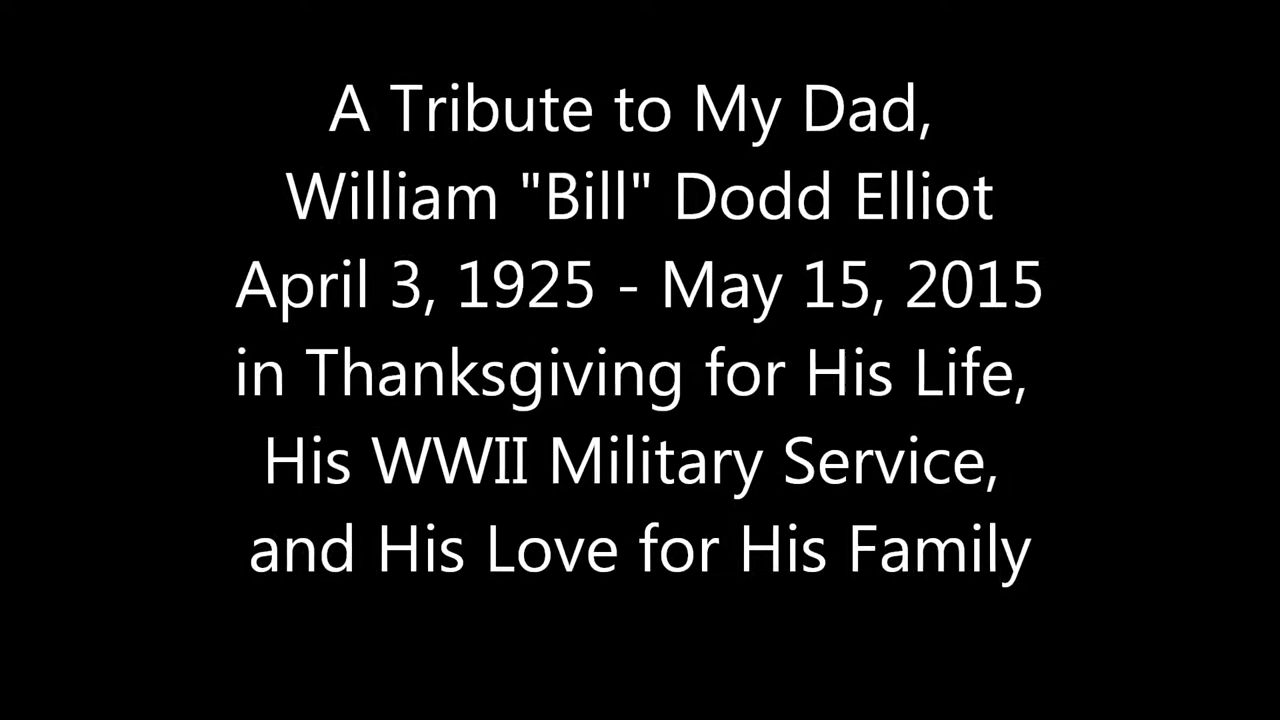 A Tribute to My Dad,
William "Bill" Dodd Elliot
April 3, 1925 - May 15, 2015
in Thanksgiving for His Life,
His WWII Military Service,
and His Love for His Family